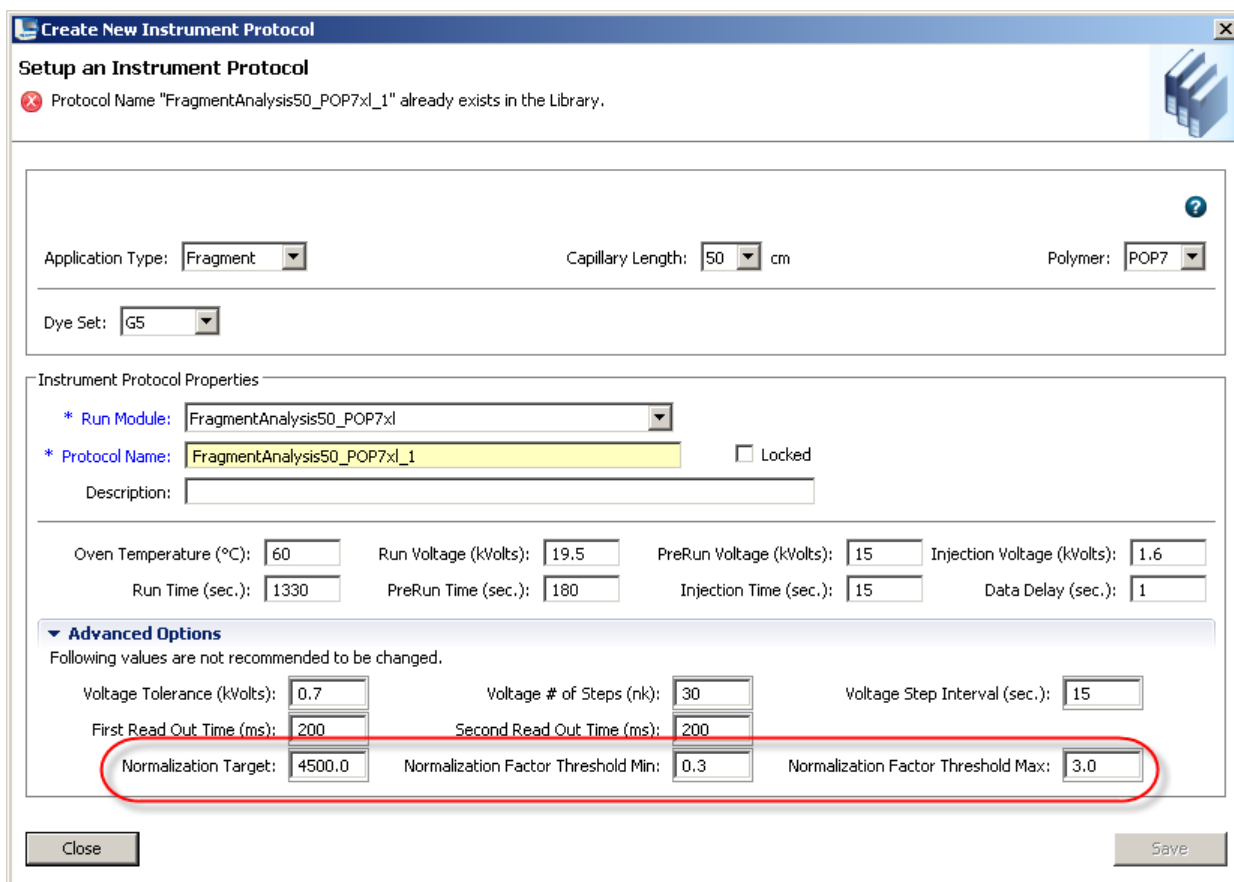 Create New Instrument Protocol
Setup an Instrument Protocol
Protocol Name "FragmentAnalysis50_POP7xl_1" already exists in the Library.
?
Application Type: Fragment Capillary Length: 50 cm Polymer: POP7
Dye Set: G5
Instrument Protocol Properties
* Run Module: FragmentAnalysis50_POP7xl
* Protocol Name: FragmentAnalysis50_POP7xl_1 Locked
Description:
Oven Temperature (°C): 60 Run Voltage (kVolts): 19.5 PreRun Voltage (kVolts): 15 Injection Voltage (kVolts): 1.6
Run Time (sec.): 1330 PreRun Time (sec.): 180 Injection Time (sec.): 15 Data Delay (sec.): 1
Advanced Options
Following values are not recommended to be changed.
Voltage Tolerance (kVolts): 0.7 Voltage # of Steps (nk): 30 Voltage Step Interval (sec.): 15
First Read Out Time (ms): 200 Second Read Out Time (ms): 200
Normalization Target: 4500.0 Normalization Factor Threshold Min: 0.3 Normalization Factor Threshold Max: 3.0
Close Save